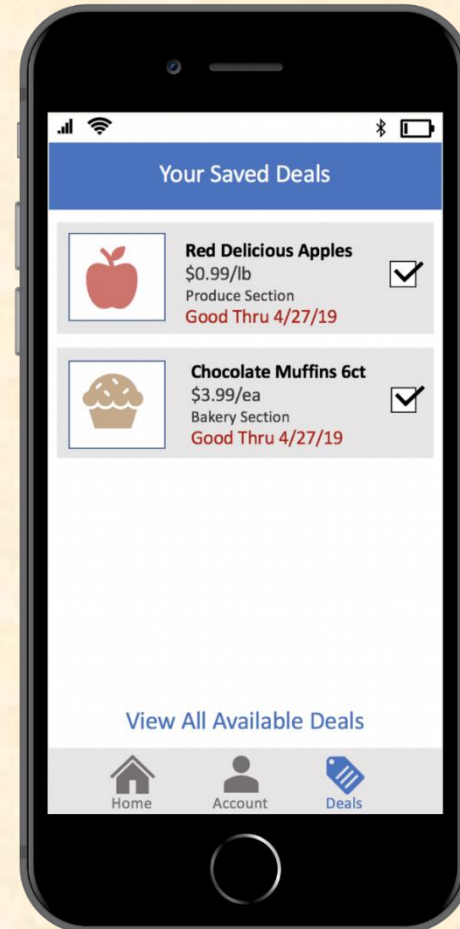 Your Saved Deals
Red Delicious Apples
$0.99/lb
Produce Section
Good Thru 4/27/19
Chocolate Muffins 6ct
$3.99/ea
Bakery Section
Good Thru 4/27/19
View All Available Deals
Home Account Deals